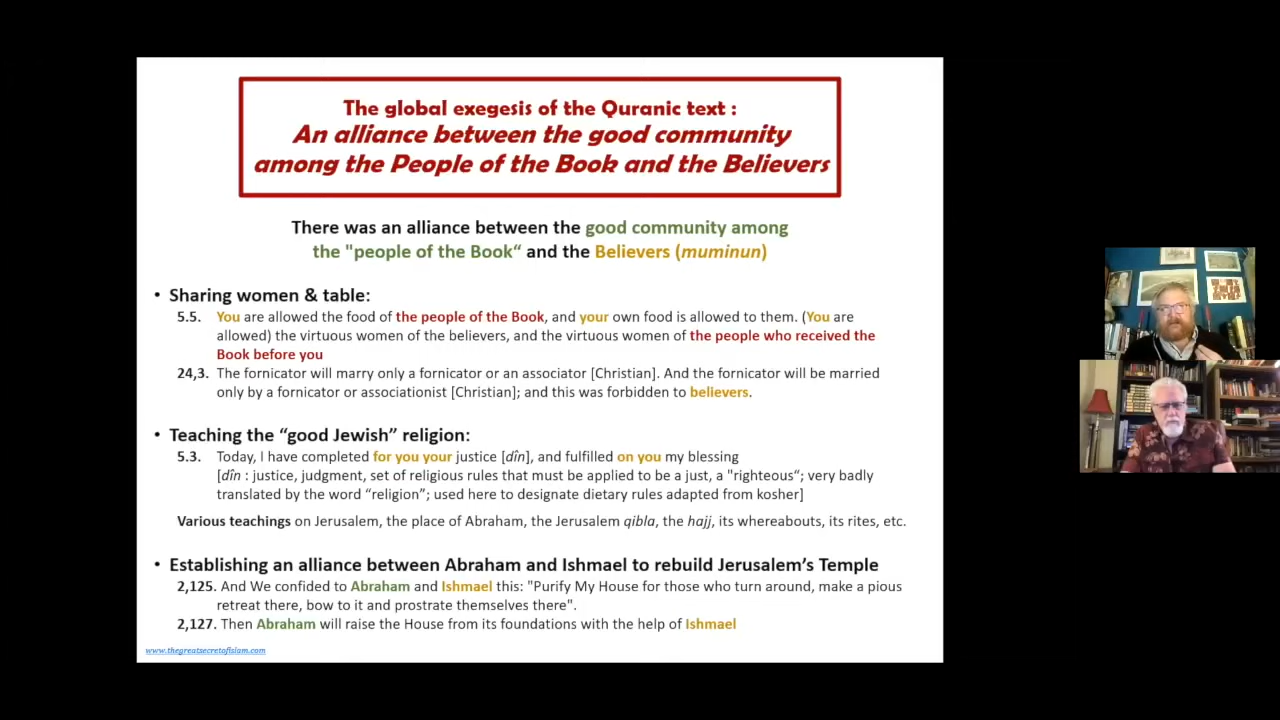 The global exegesis of the Quranic text :
An alliance between the good community
among the People of the Book and the Believers
There was an alliance between the good community among
the "people of the Book“ and the Believers (muminun)
• Sharing women & table:
5.5. You are allowed the food of the people of the Book, and your own food is allowed to them. (You are
allowed) the virtuous women of the believers, and the virtuous women of the people who received the
Book before you
24,3. The fornicator will marry only a fornicator or an associator [Christian]. And the fornicator will be married
only by a fornicator or associationist [Christian]; and this was forbidden to believers.
• Teaching the “good Jewish” religion:
5.3. Today, I have completed for you your justice [dîn], and fulfilled on you my blessing
[dîn : justice, judgment, set of religious rules that must be applied to be a just, a "righteous“; very badly
translated by the word “religion”; used here to designate dietary rules adapted from kosher]
Various teachings on Jerusalem, the place of Abraham, the Jerusalem qibla, the hajj, its whereabouts, its rites, etc.
• Establishing an alliance between Abraham and Ishmael to rebuild Jerusalem’s Temple
2,125. And We confided to Abraham and Ishmael this: "Purify My House for those who turn around, make a pious
retreat there, bow to it and prostrate themselves there".
2,127. Then Abraham will raise the House from its foundations with the help of Ishmael
www.thegreatsecretofislam.com